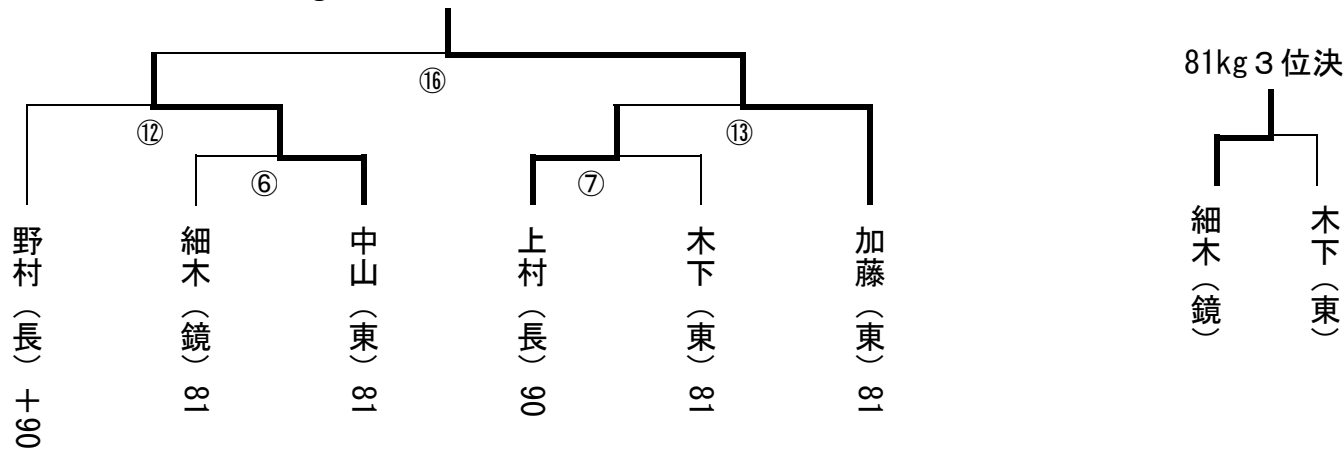 ⑯
81kg３位決
⑫
⑬
⑥
⑦
野村（長）＋90
細木（鏡）81
中山（東）81
上村（長）90
木下（東）81
加藤（東）81
細木（鏡）
木下（東）